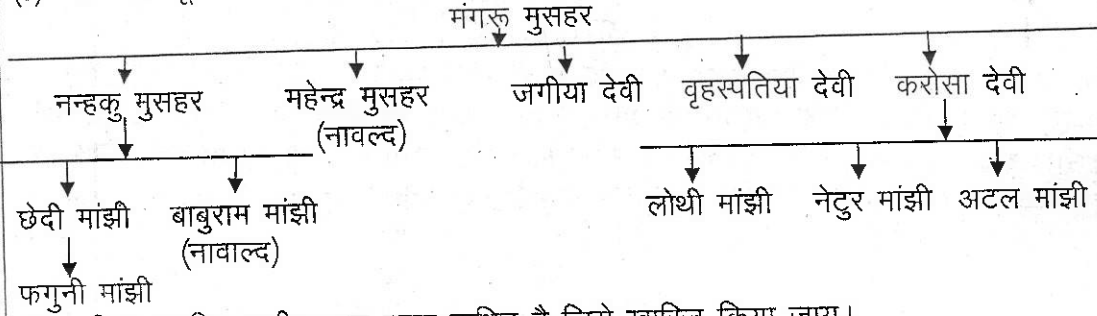 मंगरू मुसहर
नन्हकु मुसहर महेन्द्र मुसहर जगीया देवी वृहस्पतिया देवी करोसा देवी
(नावल्द)
छेदी मांझी बाबुराम मांझी लोथी मांझी नेटुर मांझी अटल मांझी
(नावाल्द)
फगुनी मांझी
है जिसे खारिज किया जाय।